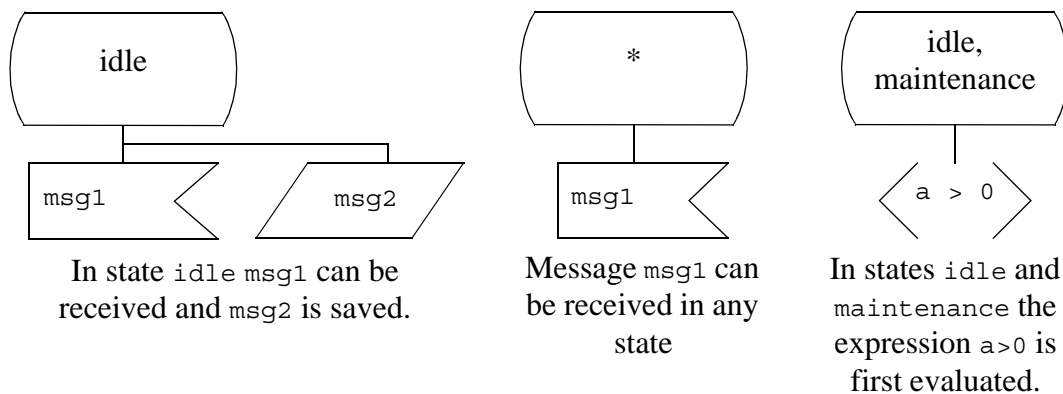 idle
msg1
msg2
In state idle msg1 can be
received and msg2 is saved.
*
msg1
Message msg1 can
be received in any
state
idle,
maintenance
a > 0
In states idle and
maintenance the
expression a>0 is
first evaluated.